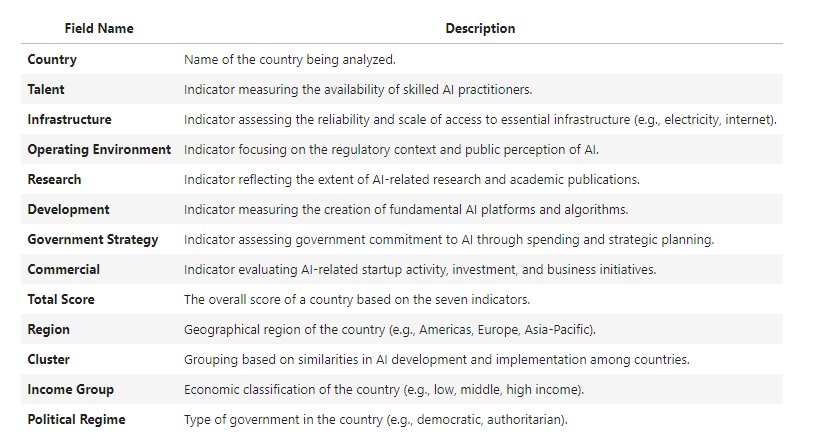 Field Name Description
Country Name of the country being analyzed.
Talent Indicator measuring the availability of skilled AI practitioners.
Infrastructure Indicator assessing the reliability and scale of access to essential infrastructure (e.g., electricity, internet).
Operating Environment Indicator focusing on the regulatory context and public perception of AI.
Research Indicator reflecting the extent of AI-related research and academic publications.
Development Indicator measuring the creation of fundamental AI platforms and algorithms.
Government Strategy Indicator assessing government commitment to AI through spending and strategic planning.
Commercial Indicator evaluating AI-related startup activity, investment, and business initiatives.
Total Score The overall score of a country based on the seven indicators.
Region Geographical region of the country (e.g., Americas, Europe, Asia-Pacific).
Cluster Grouping based on similarities in AI development and implementation among countries.
Income Group Economic classification of the country (e.g., low, middle, high income).
Political Regime Type of government in the country (e.g., democratic, authoritarian).